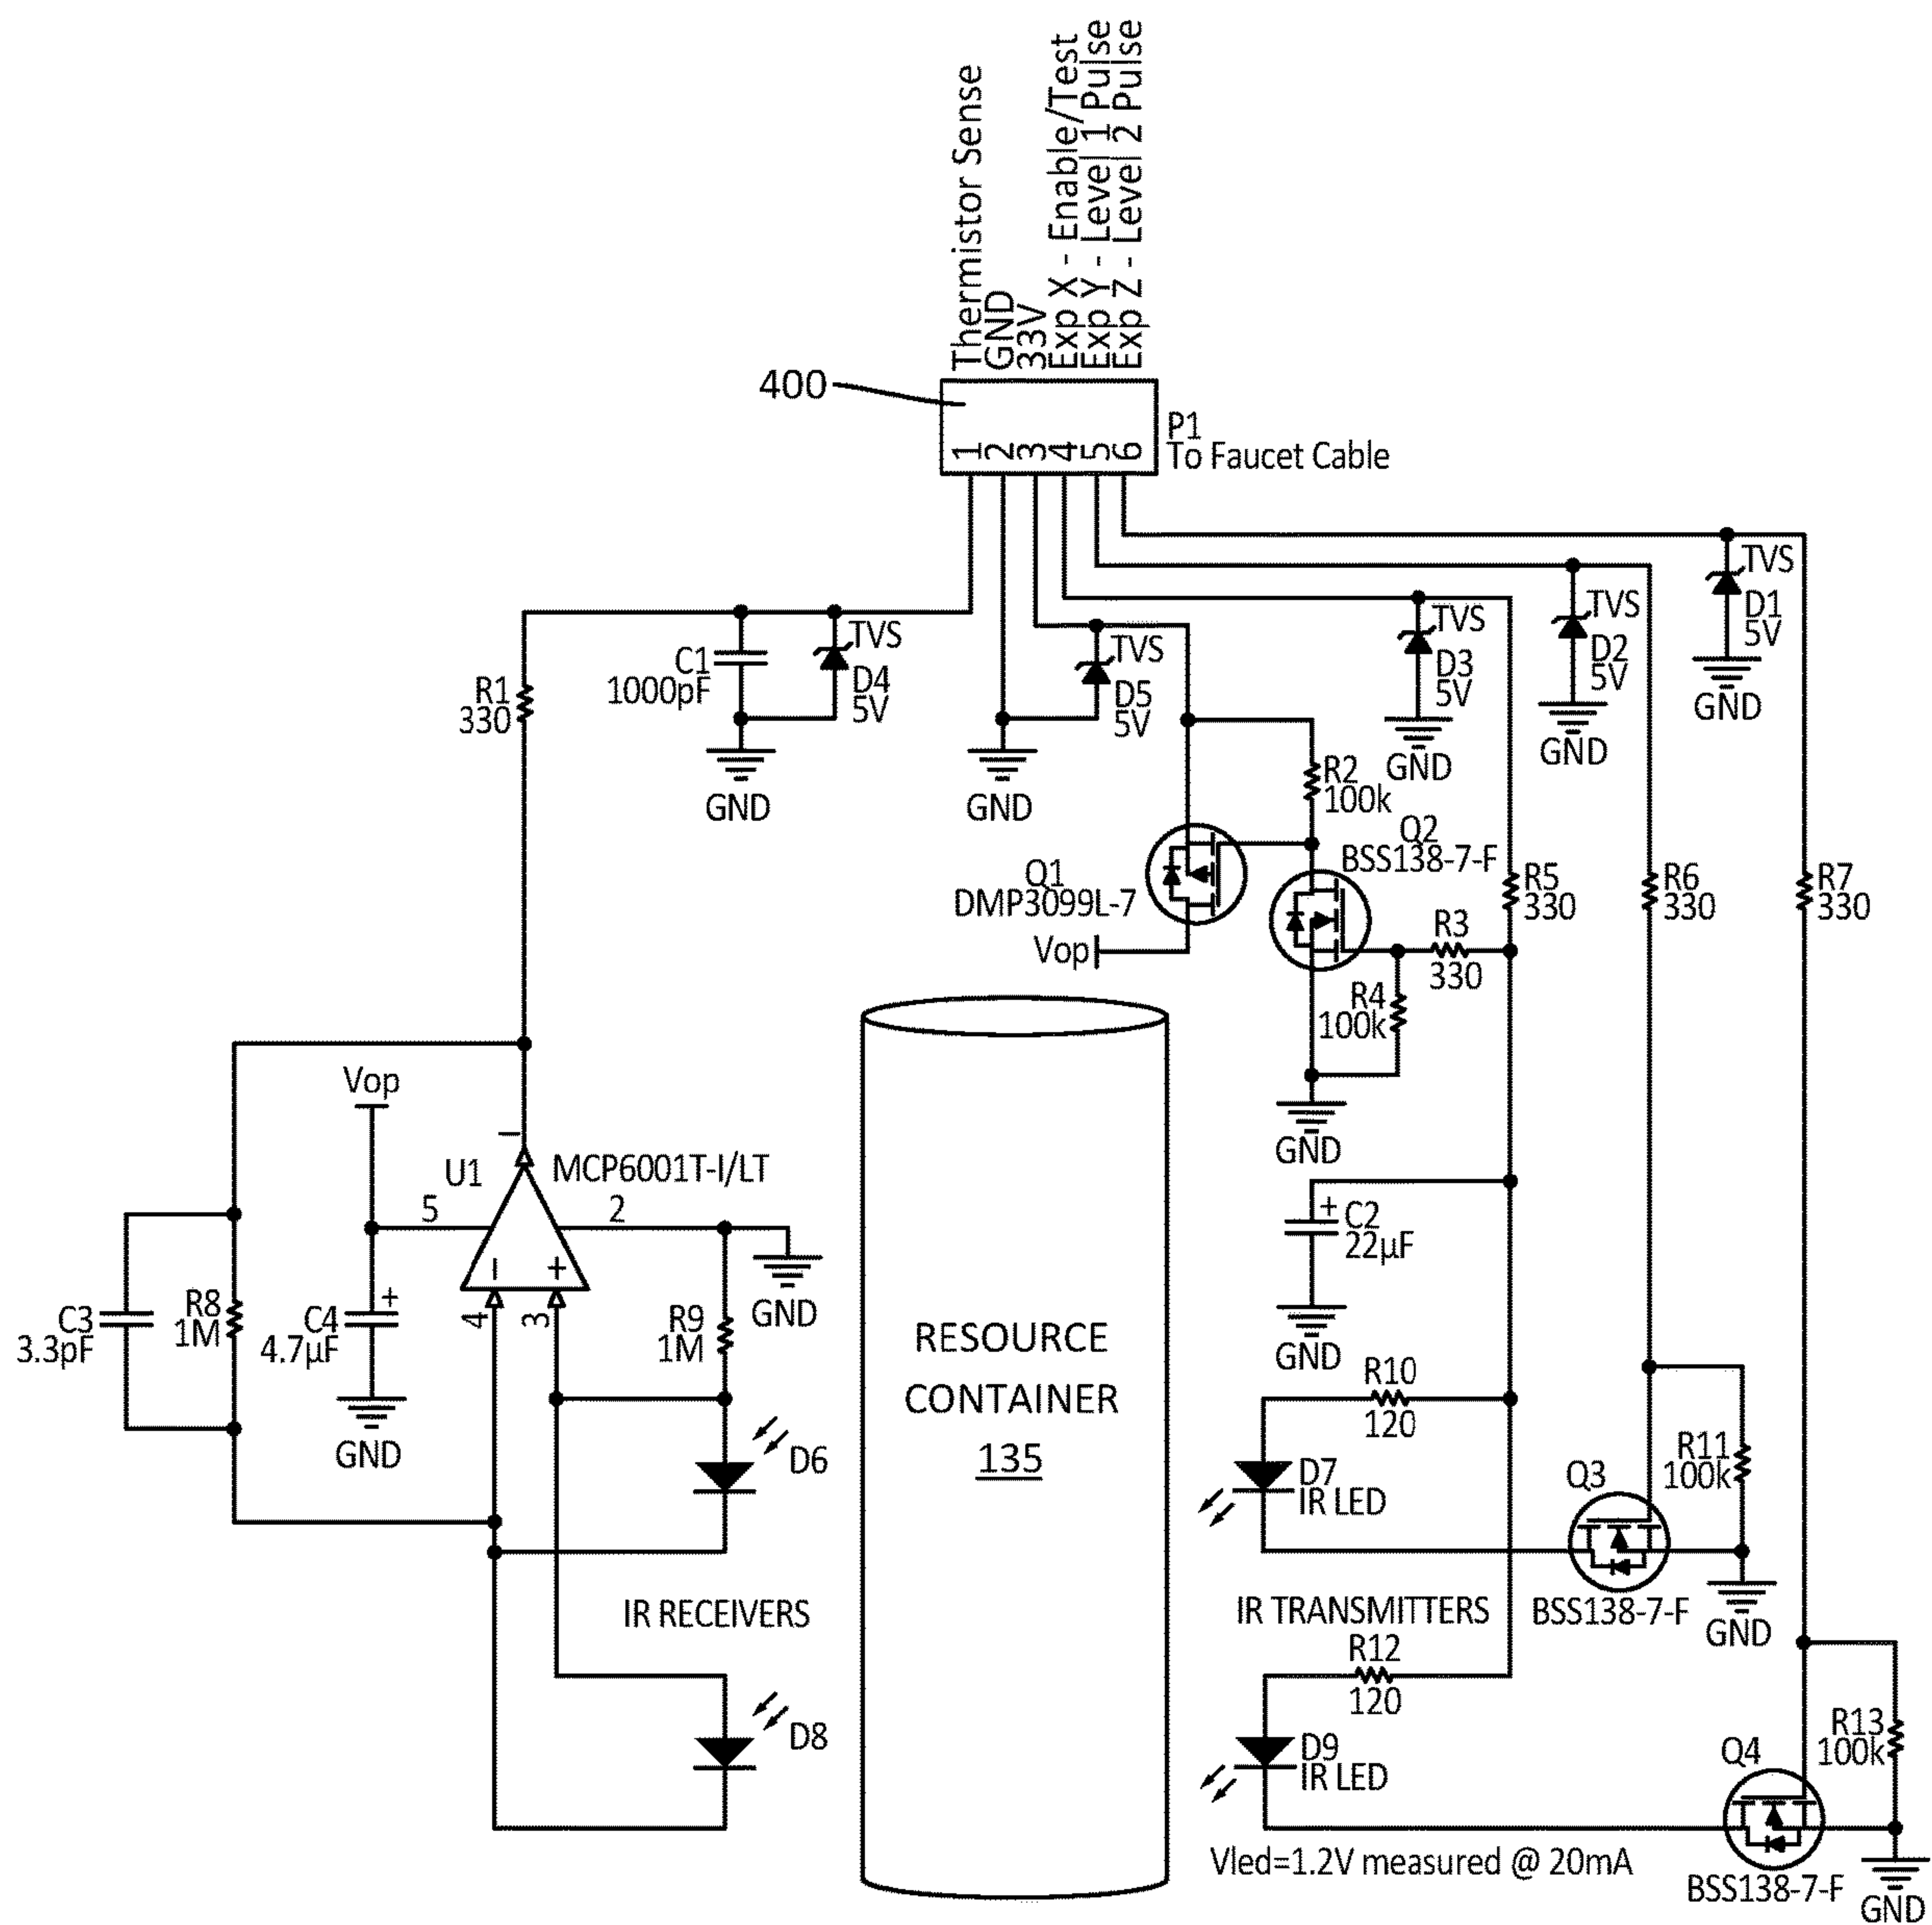 Thermistor Sense
GND
33V
Exp X - Enable/Test
Exp Y - Level 1 Pulse
Exp Z - Level 2 Pulse
400
1 2 3 4 5 6
P1
To Faucet Cable
TVS
D1
5V
GND
TVS
D2
5V
GND
TVS
D3
5V
GND
TVS
D4
5V
C1
1000pF
GND
TVS
D5
5V
GND
R1
330
R2
100k
Q2
BSS138-7-F
Q1
DMP3099L-7
Vop
R3
330
R4
100k
GND
R5
330
R6
330
R7
330
Vop
1
U1
MCP6001T-I/LT
5
2
4
3
− +
GND
C3
3.3pF
R8
1M
C4
+
4.7µF
GND
R9
1M
D6
IR RECEIVERS
D8
RESOURCE
CONTAINER
135
+
C2
22µF
GND
R10
120
D7
IR LED
Q3
R11
100k
BSS138-7-F
GND
IR TRANSMITTERS
R12
120
D9
IR LED
Q4
R13
100k
Vled=1.2V measured @ 20mA
BSS138-7-F
GND